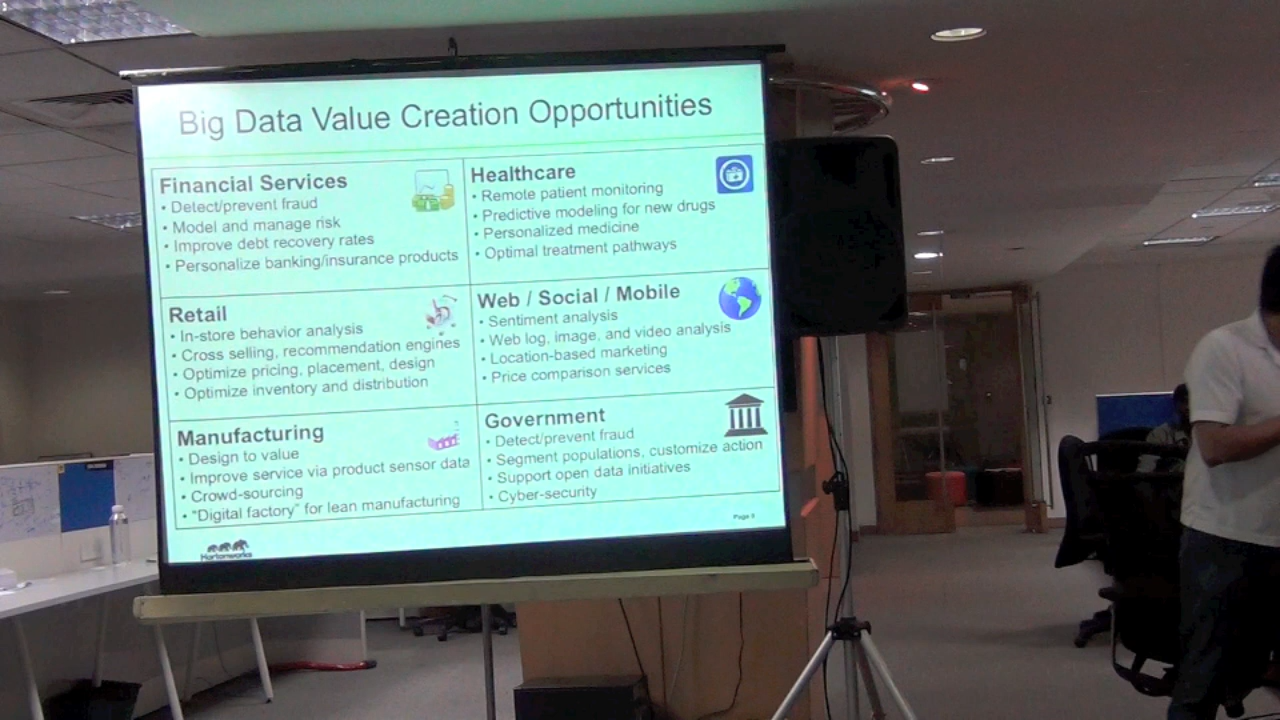 Big Data Value Creation Opportunities
Financial Services
• Detect/prevent fraud
• Model and manage risk
• Improve debt recovery rates
• Personalize banking/insurance products
Healthcare
• Remote patient monitoring
• Predictive modeling for new drugs
• Personalized medicine
• Optimal treatment pathways
Retail
• In-store behavior analysis
• Cross selling, recommendation engines
• Optimize pricing, placement, design
• Optimize inventory and distribution
Web / Social / Mobile
• Sentiment analysis
• Web log, image, and video analysis
• Location-based marketing
• Price comparison services
Manufacturing
• Design to value
• Improve service via product sensor data
• Crowd-sourcing
• "Digital factory" for lean manufacturing
Government
• Detect/prevent fraud
• Segment populations, customize action
• Support open data initiatives
• Cyber-security
Hortonworks